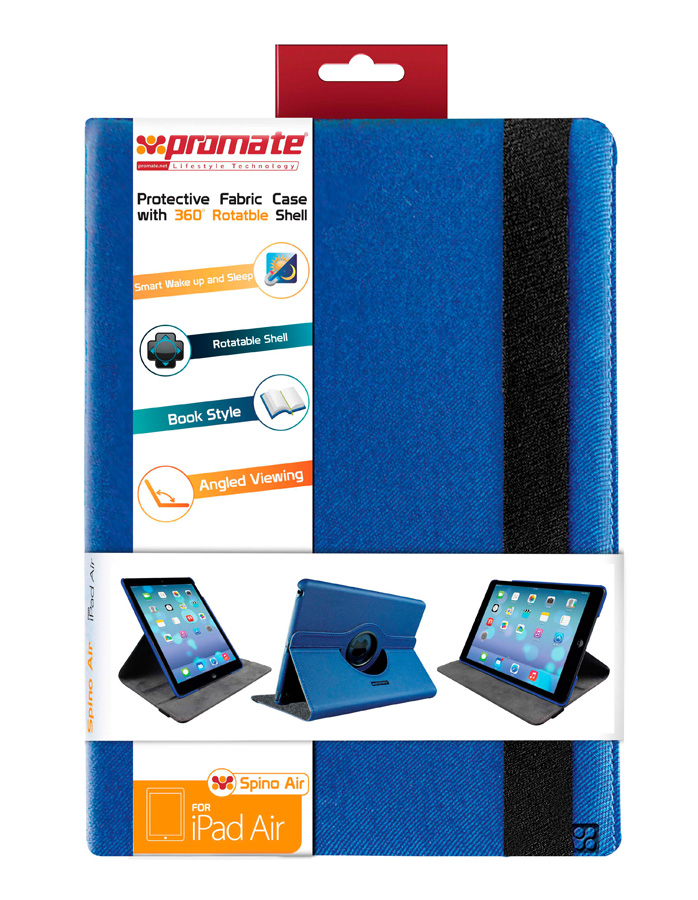 promate®
promate.net Lifestyle Technology
Protective Fabric Case
with 360° Rotatble Shell
Smart Wake up and Sleep
Rotatable Shell
Book Style
Angled Viewing
Spino Air iPad Air
Spino Air
FOR
iPad Air